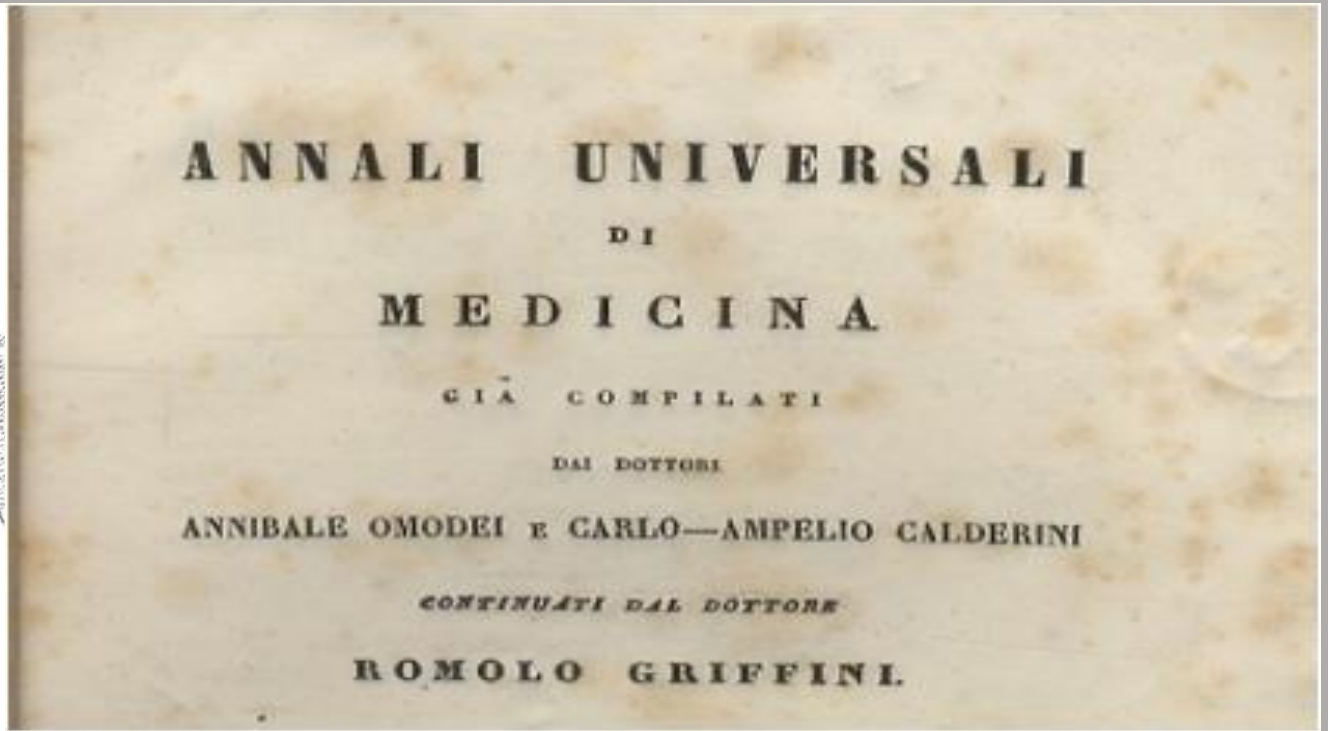 ANNALI UNIVERSALI
DI
MEDICINA
GIÀ COMPILATI
DAI DOTTORI
ANNIBALE OMODEI E CARLO—AMPELIO CALDERINI
CONTINUATI DAL DOTTORE
ROMOLO GRIFFINI.